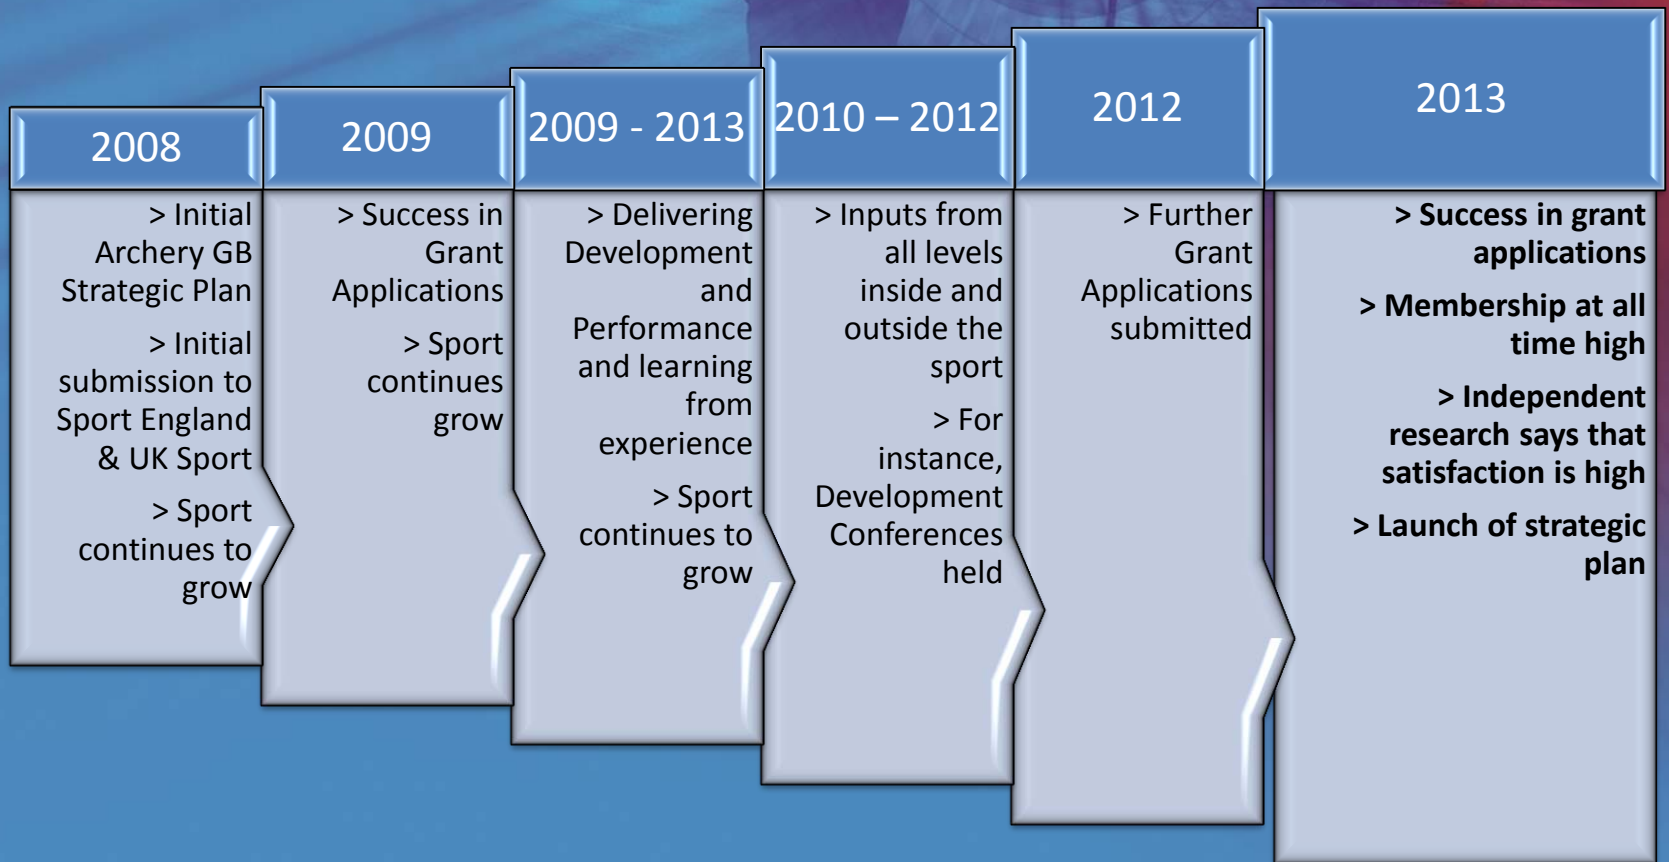 2008
> Initial
Archery GB
Strategic Plan
> Initial
submission to
Sport England
& UK Sport
> Sport
continues to
grow
2009
> Success in
Grant
Applications
> Sport
continues
grow
2009 - 2013
> Delivering
Development
and
Performance
and learning
from
experience
> Sport
continues to
grow
2010 – 2012
> Inputs from
all levels
inside and
outside the
sport
> For
instance,
Development
Conferences
held
2012
> Further
Grant
Applications
submitted
2013
> Success in grant
applications
> Membership at all
time high
> Independent
research says that
satisfaction is high
> Launch of strategic
plan